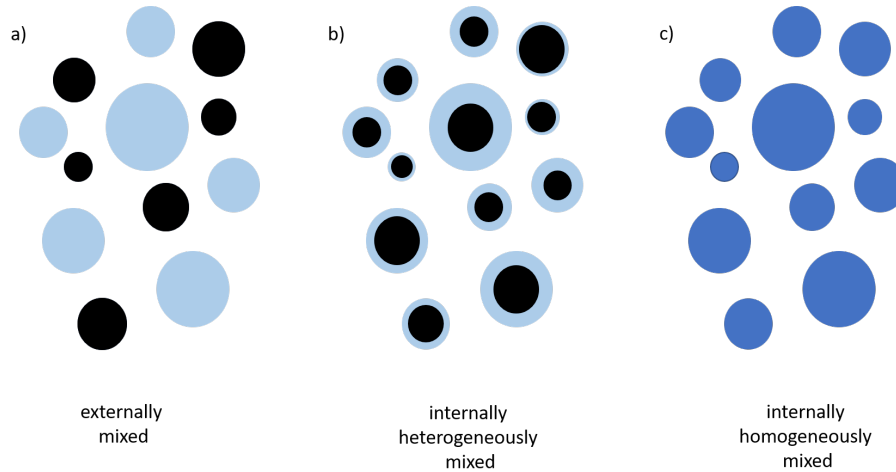 a)
b)
c)
externally
mixed
internally
heterogeneously
mixed
internally
homogeneously
mixed